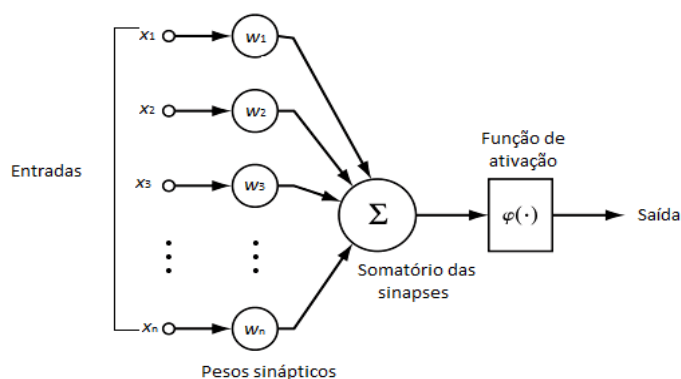 x1 w1
x2 w2
Função de
ativação
Entradas
x3 w3
Σ
φ(·)
Saída
Somatório das
sinapses
xn wn
Pesos sinápticos